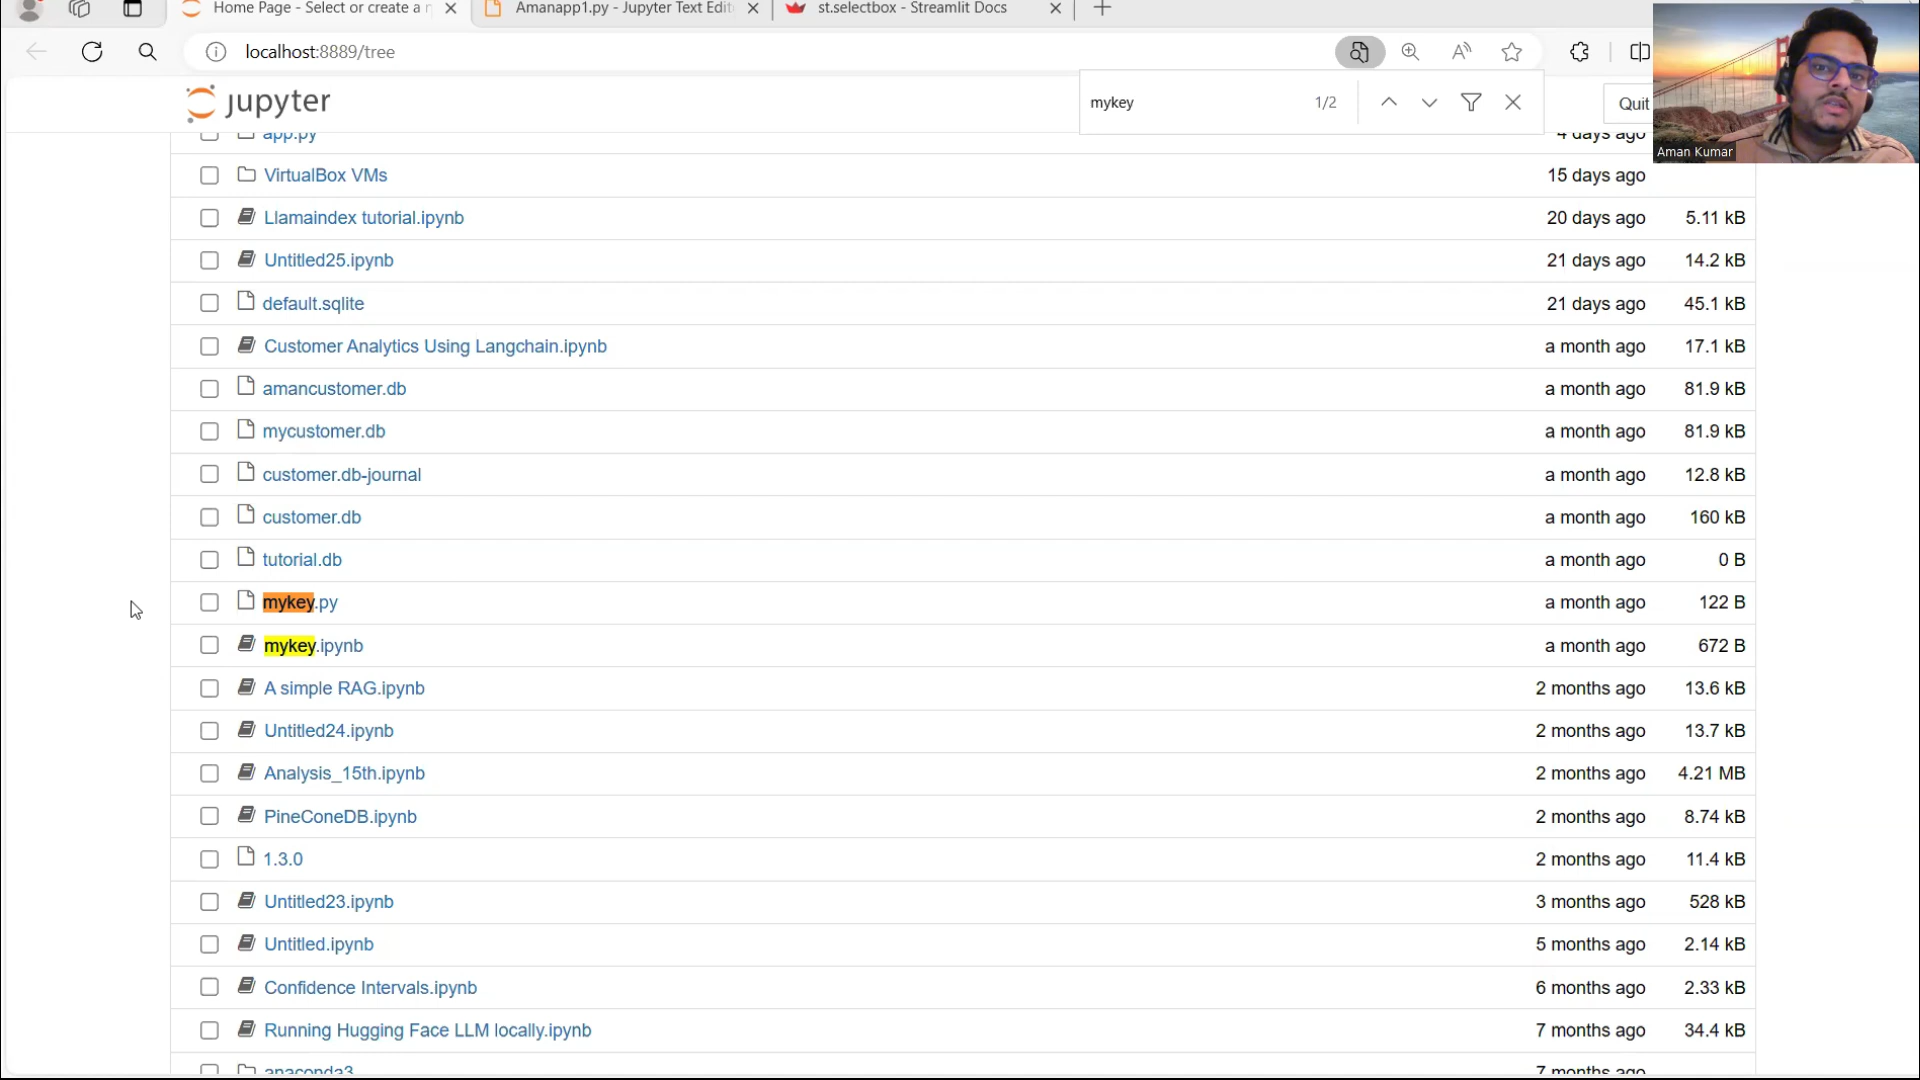 Home Page - Select or create a n
Amanapp1.py - Jupyter Text Edit
st.selectbox - Streamlit Docs
localhost:8889/tree
jupyter
mykey 1/2
Quit
Aman Kumar
app.py 4 days ago
VirtualBox VMs 15 days ago
Llamaindex tutorial.ipynb 20 days ago 5.11 kB
Untitled25.ipynb 21 days ago 14.2 kB
default.sqlite 21 days ago 45.1 kB
Customer Analytics Using Langchain.ipynb a month ago 17.1 kB
amancustomer.db a month ago 81.9 kB
mycustomer.db a month ago 81.9 kB
customer.db-journal a month ago 12.8 kB
customer.db a month ago 160 kB
tutorial.db a month ago 0 B
mykey.py a month ago 122 B
mykey.ipynb a month ago 672 B
A simple RAG.ipynb 2 months ago 13.6 kB
Untitled24.ipynb 2 months ago 13.7 kB
Analysis_15th.ipynb 2 months ago 4.21 MB
PineConeDB.ipynb 2 months ago 8.74 kB
1.3.0 2 months ago 11.4 kB
Untitled23.ipynb 3 months ago 528 kB
Untitled.ipynb 5 months ago 2.14 kB
Confidence Intervals.ipynb 6 months ago 2.33 kB
Running Hugging Face LLM locally.ipynb 7 months ago 34.4 kB
anaconda3 7 months ago